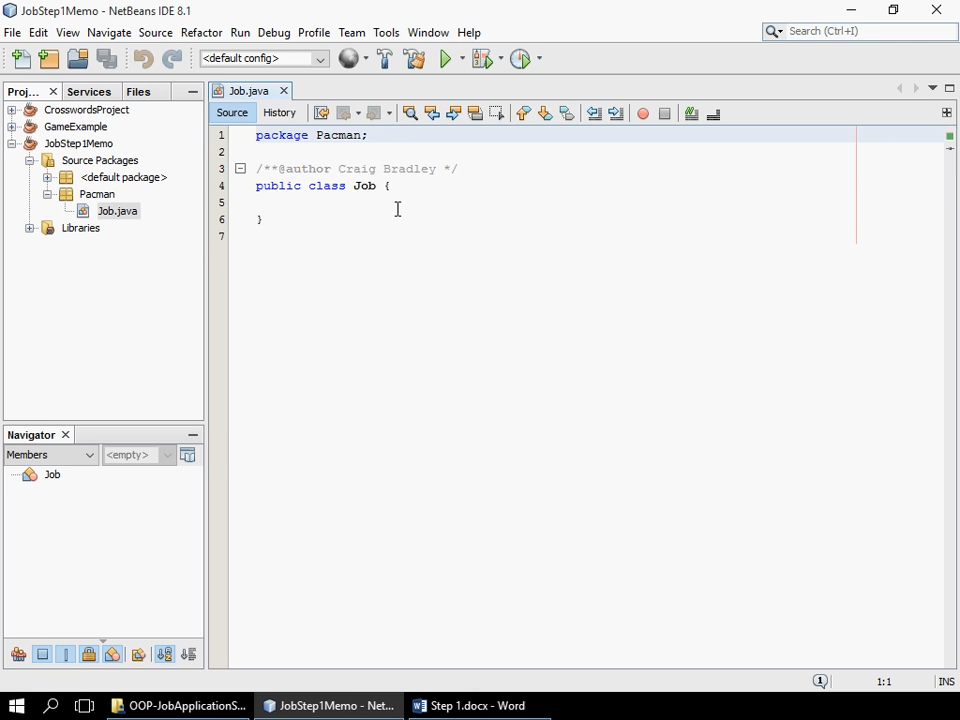 JobStep1Memo - NetBeans IDE 8.1
File Edit View Navigate Source Refactor Run Debug Profile Team Tools Window Help
Search (Ctrl+I)
<default config>
Proj... Services Files
CrosswordsProject
GameExample
JobStep1Memo
Source Packages
<default package>
Pacman
Job.java
Libraries
Navigator
Members <empty>
Job
Job.java
Source History
1 package Pacman;
2
3 /**@author Craig Bradley */
4 public class Job {
5
6 }
7
1 1:1 INS
OOP-JobApplicationS... JobStep1Memo - Net... Step 1.docx - Word